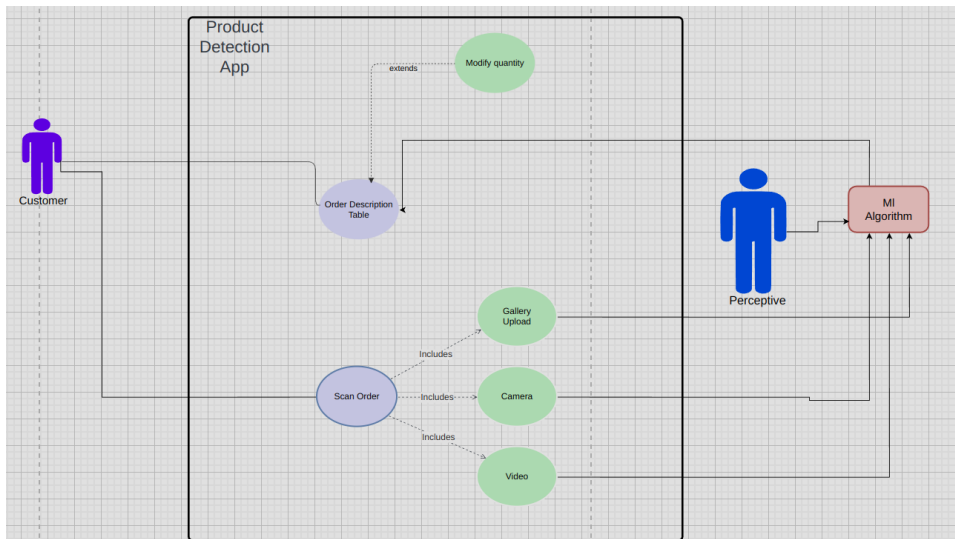 Product
Detection
App
Modify quantity
extends
Customer
Order Description
Table
MI
Algorithm
Perceptive
Gallery
Upload
Includes
Scan Order
Includes
Camera
Includes
Video